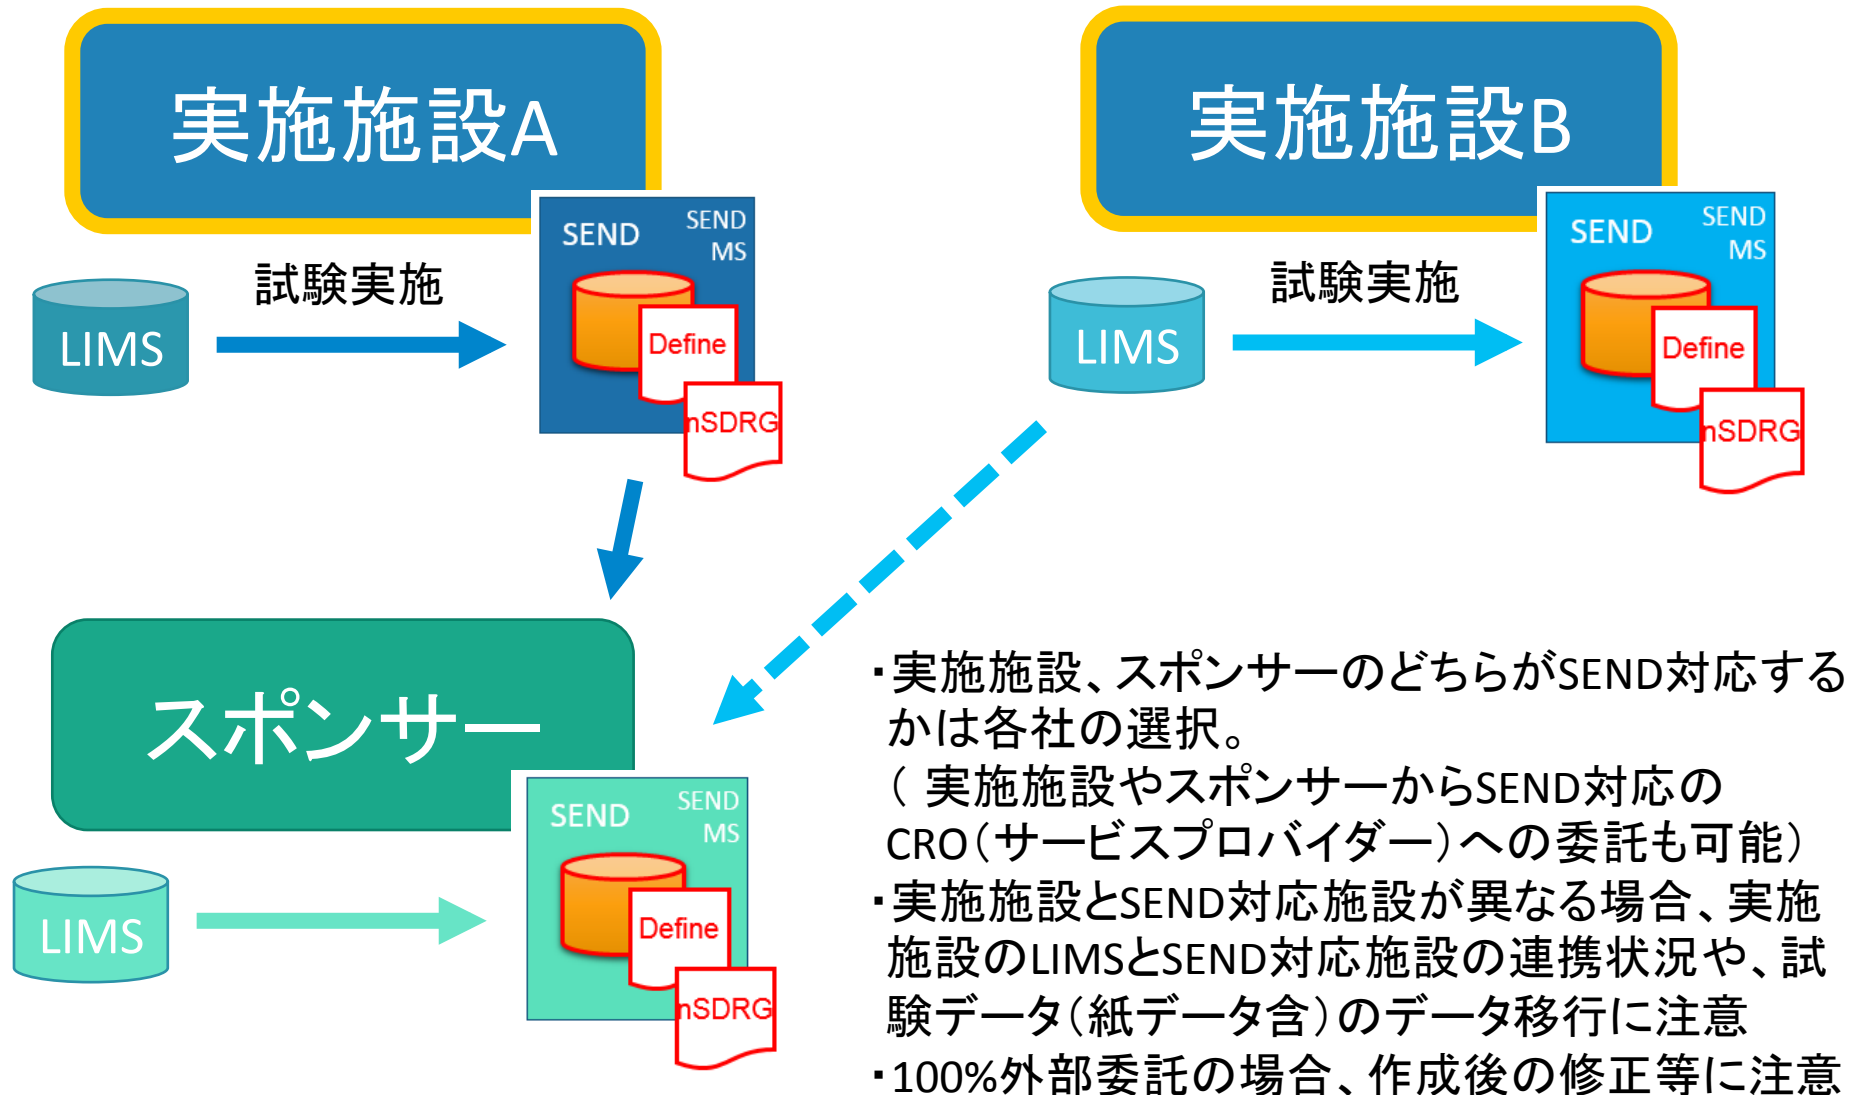 実施施設A
実施施設B
SEND
SEND
MS
SEND
SEND
MS
試験実施
試験実施
LIMS
LIMS
Define
Define
nSDRG
nSDRG
スポンサー
・実施施設、スポンサーのどちらがSEND対応する
かは各社の選択。
（ 実施施設やスポンサーからSEND対応の
CRO（サービスプロバイダー）への委託も可能）
・実施施設とSEND対応施設が異なる場合、実施
施設のLIMSとSEND対応施設の連携状況や、試
験データ（紙データ含）のデータ移行に注意
・100%外部委託の場合、作成後の修正等に注意
SEND
SEND
MS
LIMS
Define
nSDRG